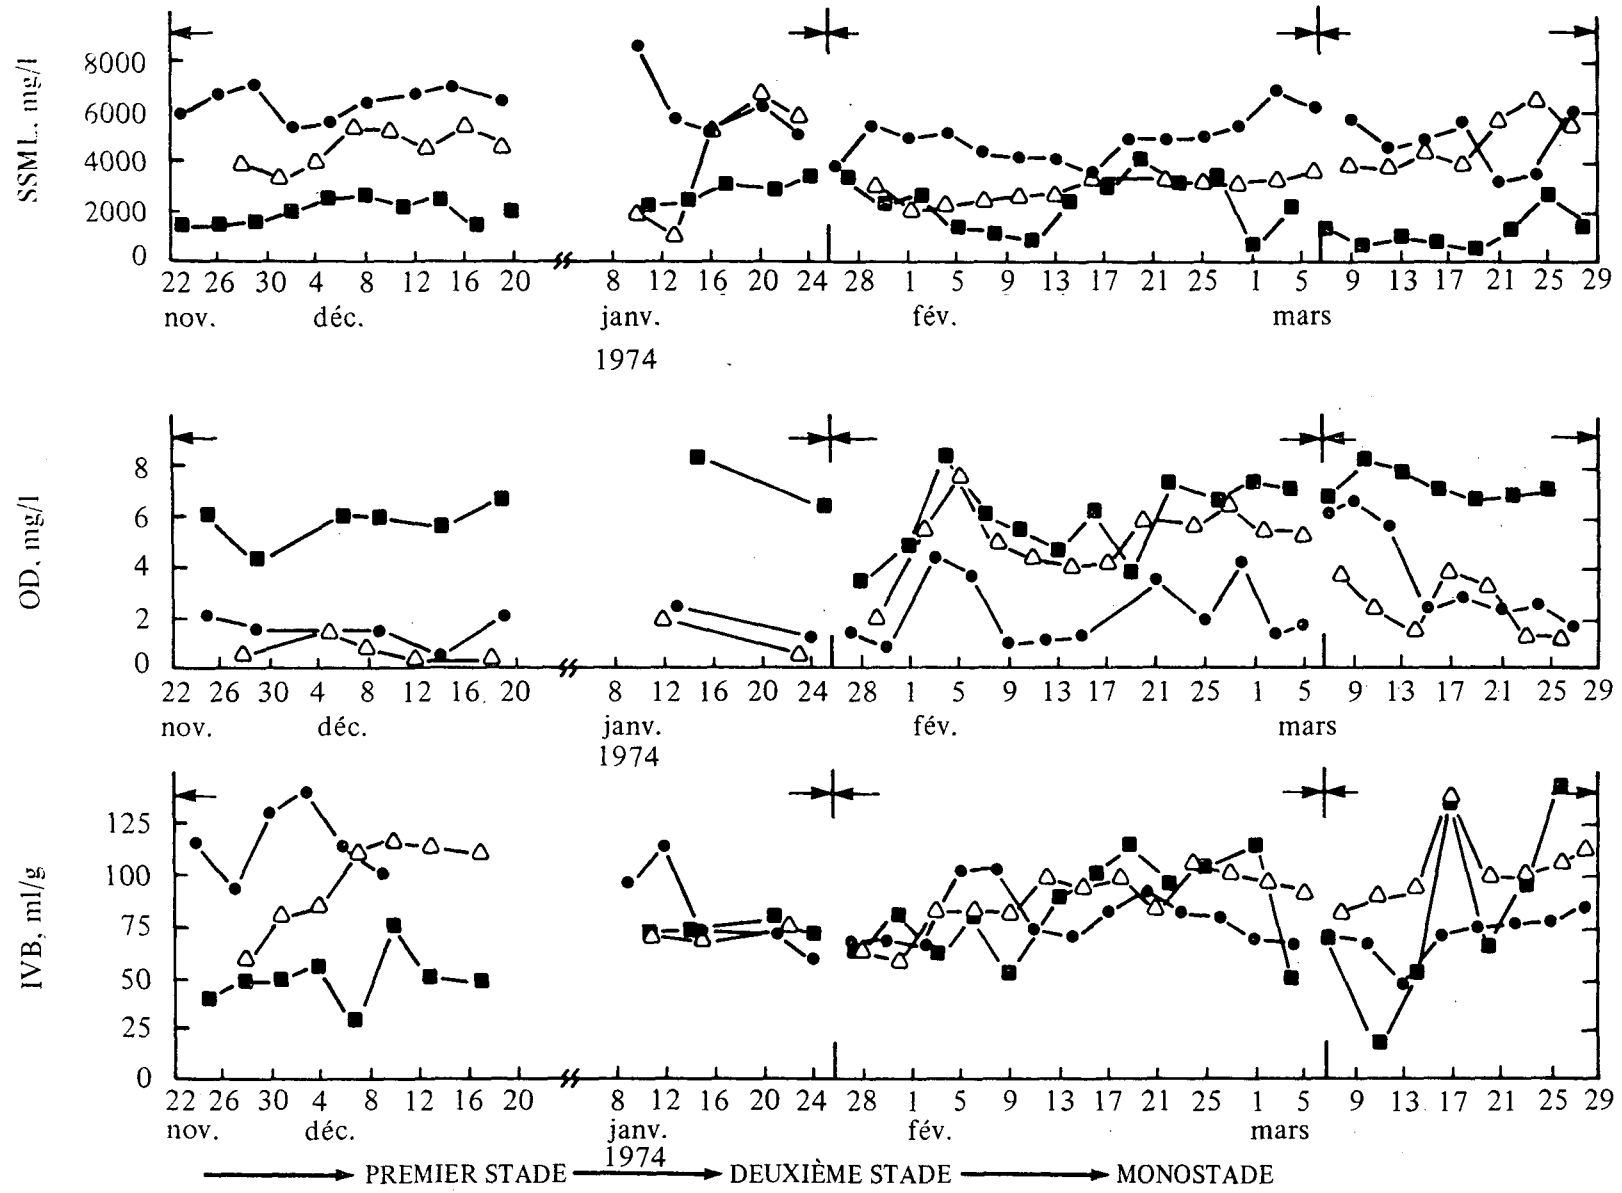 SSML, mg/l
8000
6000
4000
2000
0
22 26 30 4 8 12 16 20 8 12 16 20 24 28 1 5 9 13 17 21 25 1 5 9 13 17 21 25 29
nov. déc. janv. fév. mars
1974
OD, mg/l
8
6
4
2
0
22 26 30 4 8 12 16 20 8 12 16 20 24 28 1 5 9 13 17 21 25 1 5 9 13 17 21 25 29
nov. déc. janv. fév. mars
1974
IVB, ml/g
125
100
75
50
25
0
22 26 30 4 8 12 16 20 8 12 16 20 24 28 1 5 9 13 17 21 25 1 5 9 13 17 21 25 29
nov. déc. janv. fév. mars
1974
PREMIER STADE DEUXIÈME STADE MONOSTADE